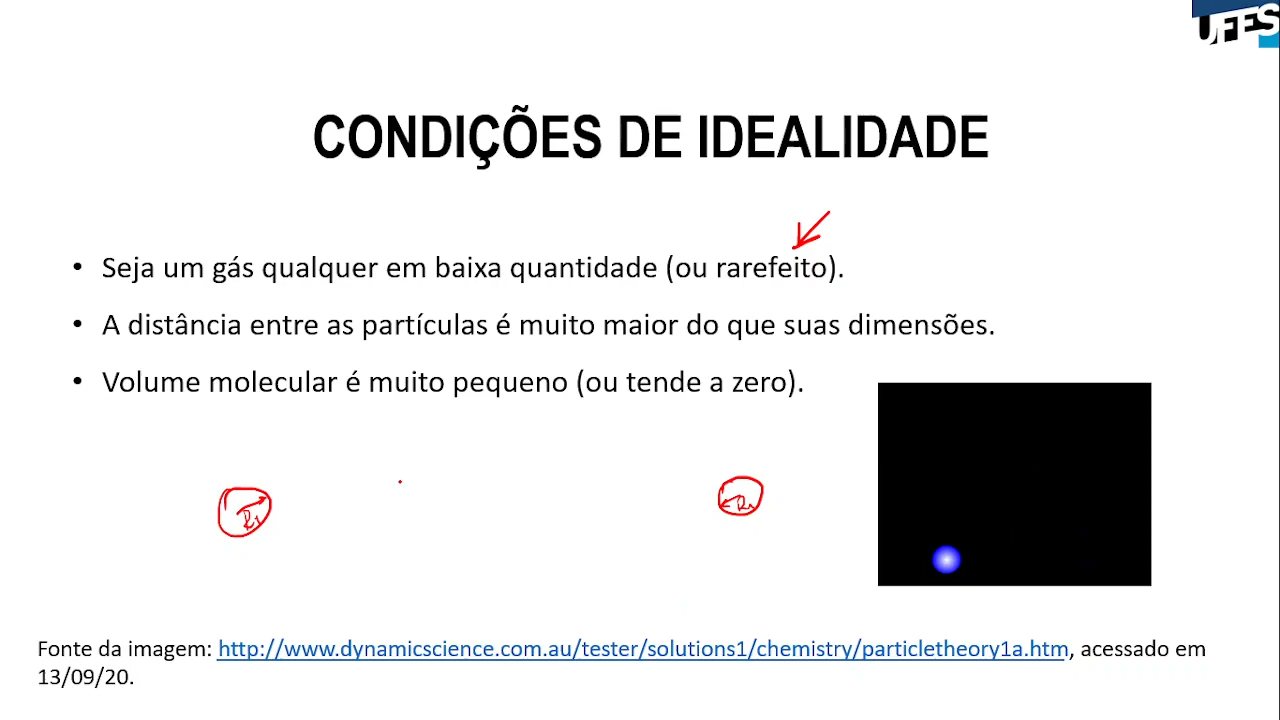 UFES
CONDIÇÕES DE IDEALIDADE
• Seja um gás qualquer em baixa quantidade (ou rarefeito).
• A distância entre as partículas é muito maior do que suas dimensões.
• Volume molecular é muito pequeno (ou tende a zero).
R1
Fonte da imagem: http://www.dynamicscience.com.au/tester/solutions1/chemistry/particletheory1a.htm, acessado em
13/09/20.